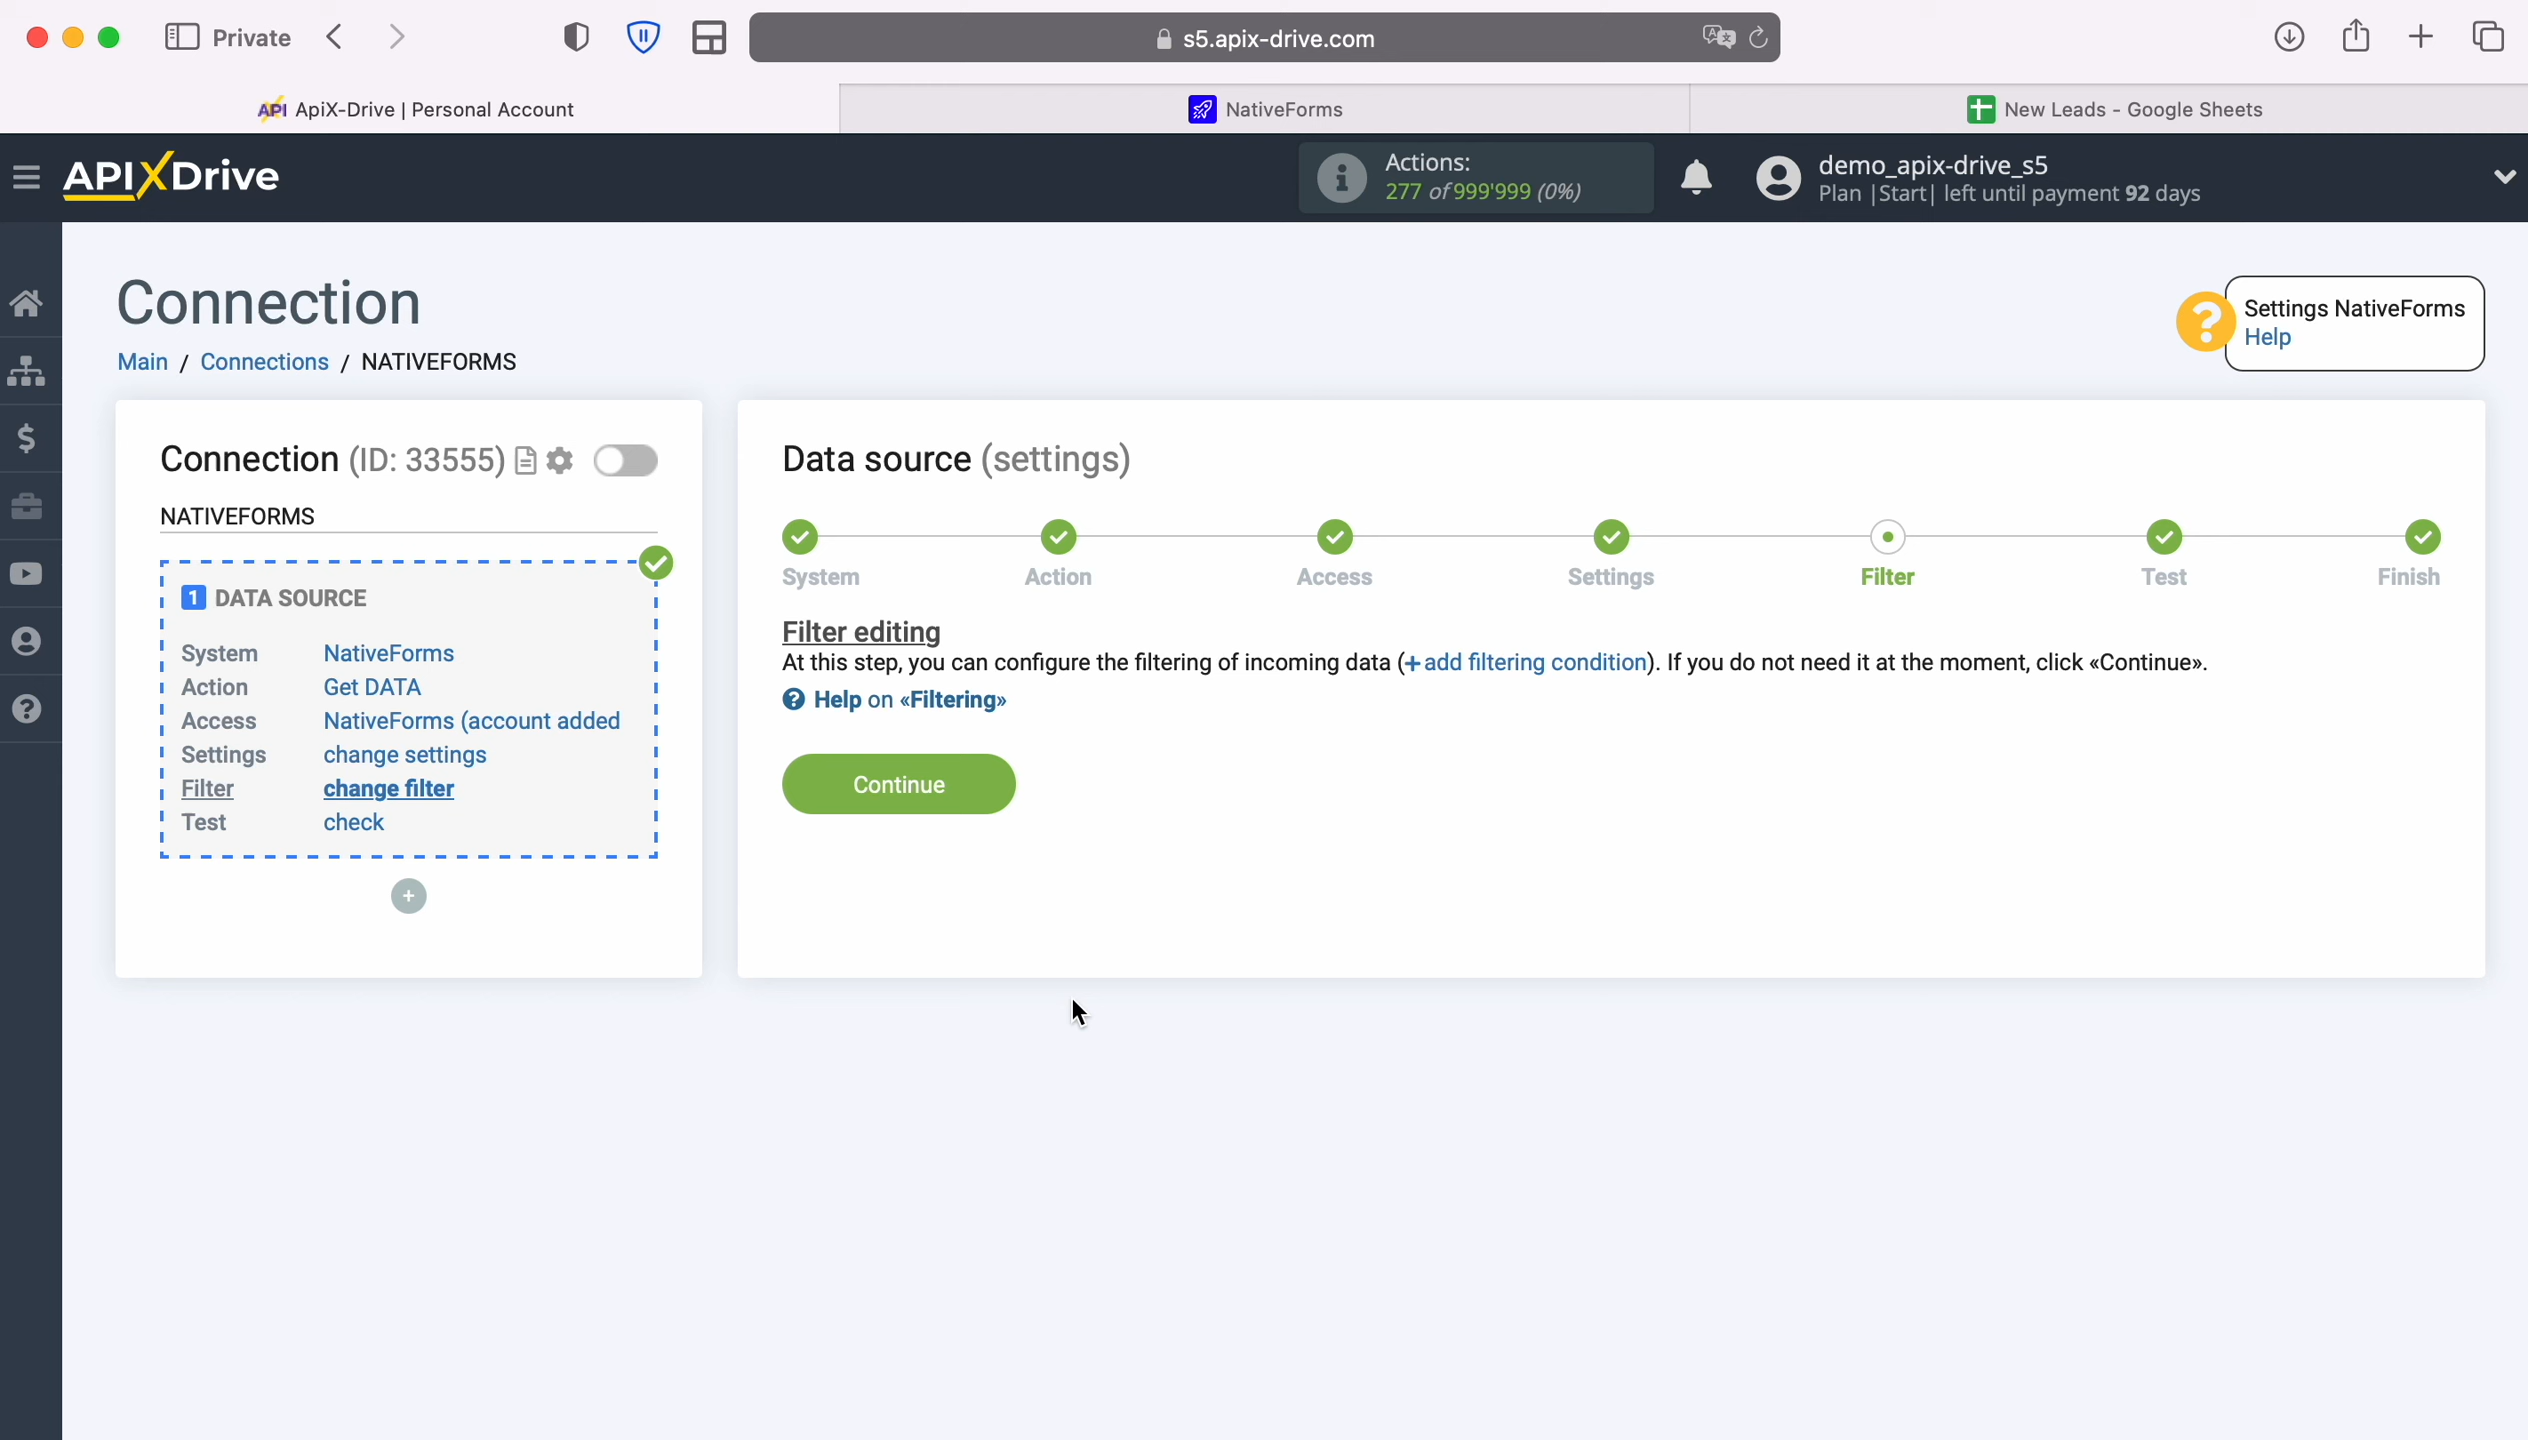 Private
s5.apix-drive.com
API ApiX-Drive | Personal Account
NativeForms
New Leads - Google Sheets
APIXDrive
Actions:
277 of 999'999 (0%)
demo_apix-drive_s5
Plan |Start| left until payment 92 days
Connection
Main / Connections / NATIVEFORMS
Settings NativeForms
Help
Connection (ID: 33555)
NATIVEFORMS
1 DATA SOURCE
System NativeForms
Action Get DATA
Access NativeForms (account added
Settings change settings
Filter change filter
Test check
+
Data source (settings)
System Action Access Settings Filter Test Finish
Filter editing
At this step, you can configure the filtering of incoming data (+add filtering condition). If you do not need it at the moment, click «Continue».
? Help on «Filtering»
Continue